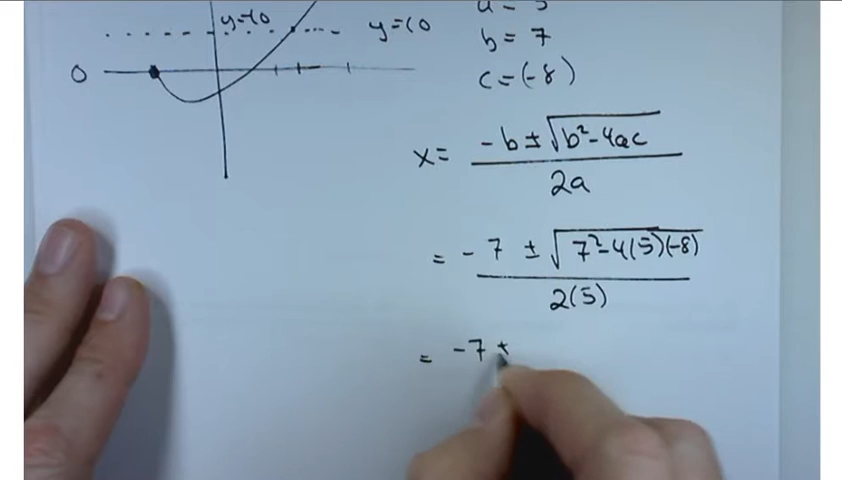 y=10
y=10
0
a = 5
b = 7
c=(-8)
x= -b ± √b²-4ac
2a
= -7 ± √7²-4(5)(-8)
2(5)
= -7 ±